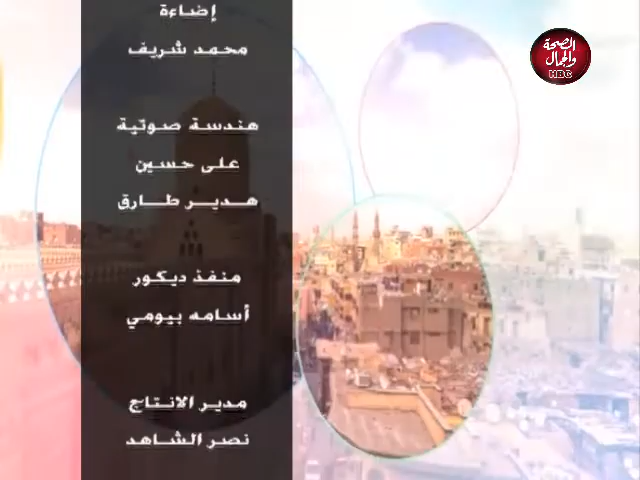 إضاءة
محمد شريف
هندسة صوتية
على حسين
هدير طارق
منفذ ديكور
أسامه بيومي
مدير الانتاج
نصر الشاهد
الصحة
والجمال
HBC